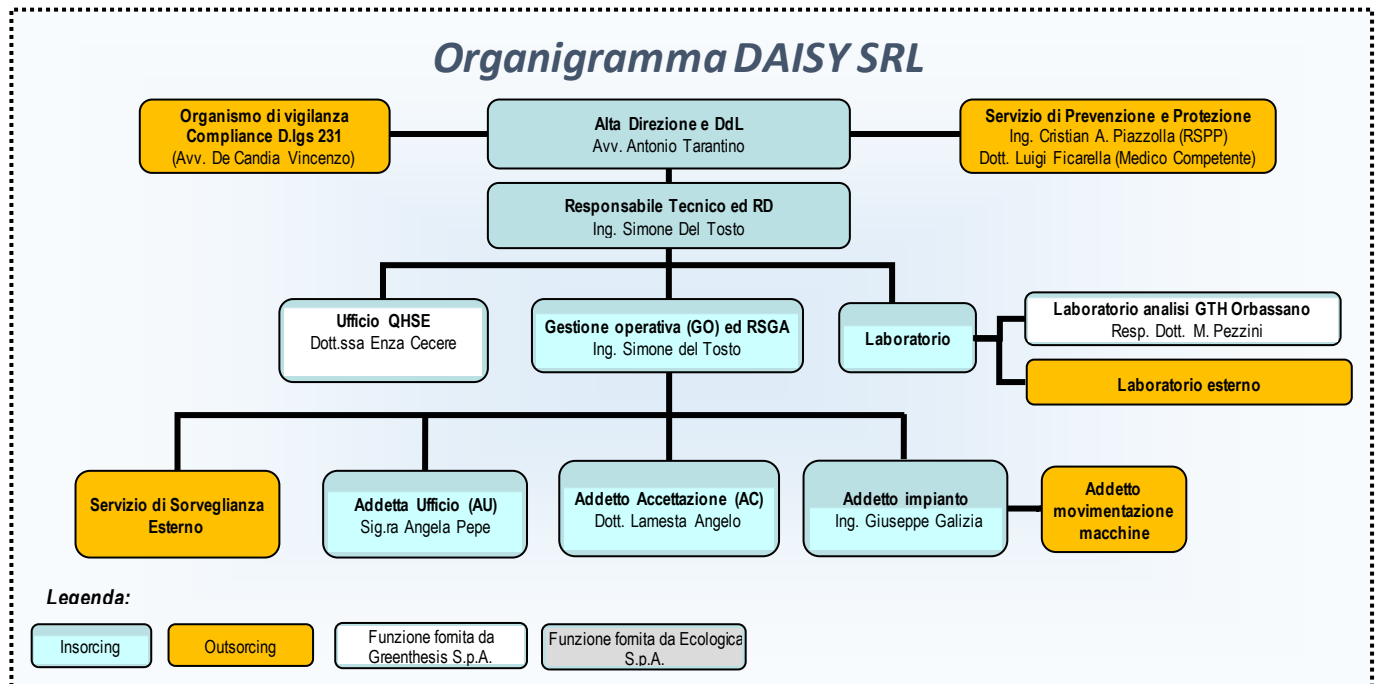 Organigramma DAISY SRL
Organismo di vigilanza
Compliance D.lgs 231
(Avv. De Candia Vincenzo)
Alta Direzione e DdL
Avv. Antonio Tarantino
Servizio di Prevenzione e Protezione
Ing. Cristian A. Piazzolla (RSPP)
Dott. Luigi Ficarella (Medico Competente)
Responsabile Tecnico ed RD
Ing. Simone Del Tosto
Ufficio QHSE
Dott.ssa Enza Cecere
Gestione operativa (GO) ed RSGA
Ing. Simone del Tosto
Laboratorio
Laboratorio analisi GTH Orbassano
Resp. Dott. M. Pezzini
Laboratorio esterno
Servizio di Sorveglianza
Esterno
Addetta Ufficio (AU)
Sig.ra Angela Pepe
Addetto Accettazione (AC)
Dott. Lamesta Angelo
Addetto impianto
Ing. Giuseppe Galizia
Addetto
movimentazione
macchine
Legenda:
Insorcing
Outsorcing
Funzione fornita da
Greenthesis S.p.A.
Funzione fornita da Ecologica
S.p.A.